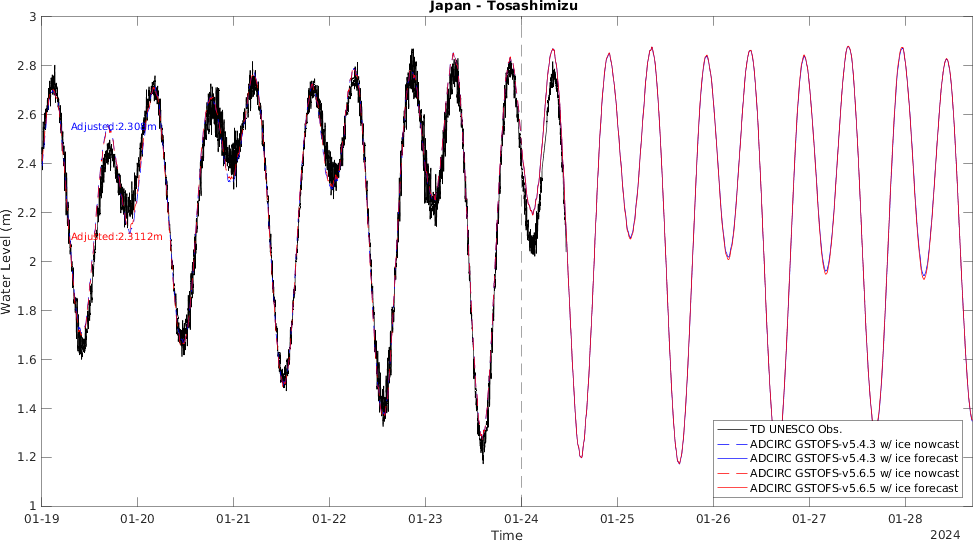 Japan - Tosashimizu
3
2.8
2.6
2.4
2.2
2
1.8
1.6
1.4
1.2
1
Water Level (m)
Adjusted:2.308m
Adjusted:2.3112m
TD UNESCO Obs.
ADCIRC GSTOFS-v5.4.3 w/ ice nowcast
ADCIRC GSTOFS-v5.4.3 w/ ice forecast
ADCIRC GSTOFS-v5.6.5 w/ ice nowcast
ADCIRC GSTOFS-v5.6.5 w/ ice forecast
01-19 01-20 01-21 01-22 01-23 01-24 01-25 01-26 01-27 01-28
Time
2024